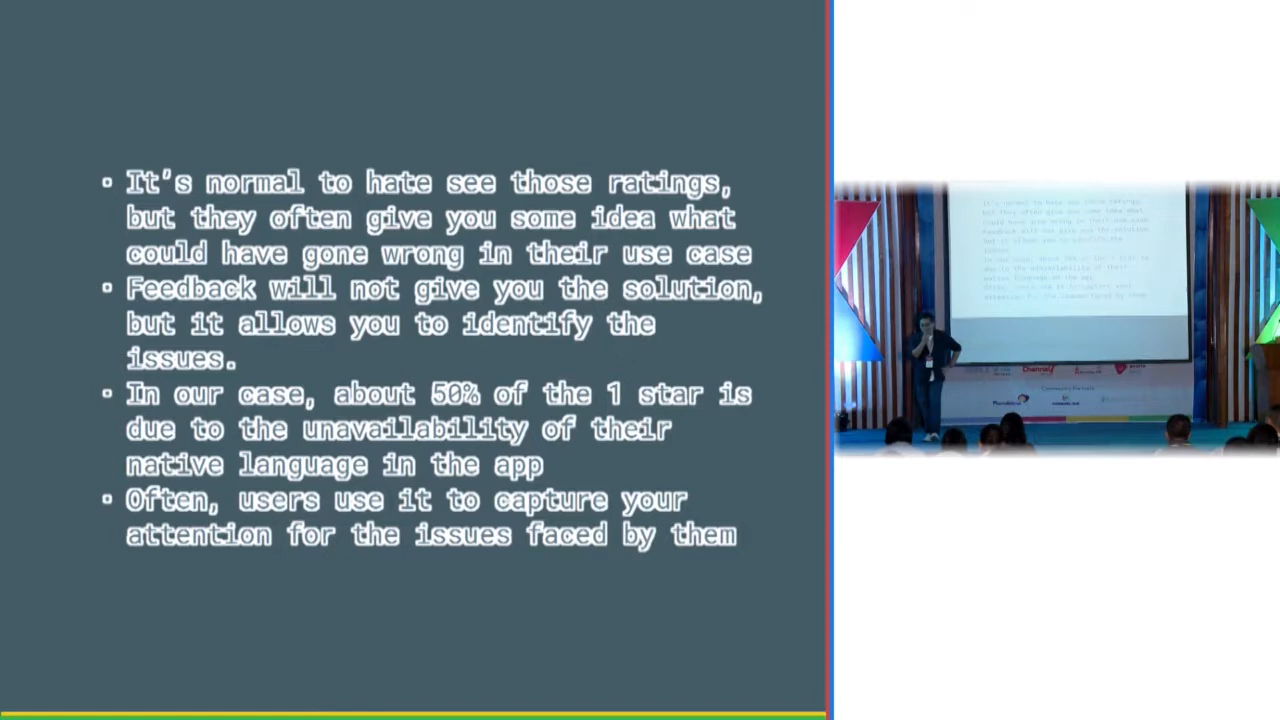 • It's normal to hate see those ratings,
but they often give you some idea what
could have gone wrong in their use case
• Feedback will not give you the solution,
but it allows you to identify the
issues.
• In our case, about 50% of the 1 star is
due to the unavailability of their
native language in the app
• Often, users use it to capture your
attention for the issues faced by them